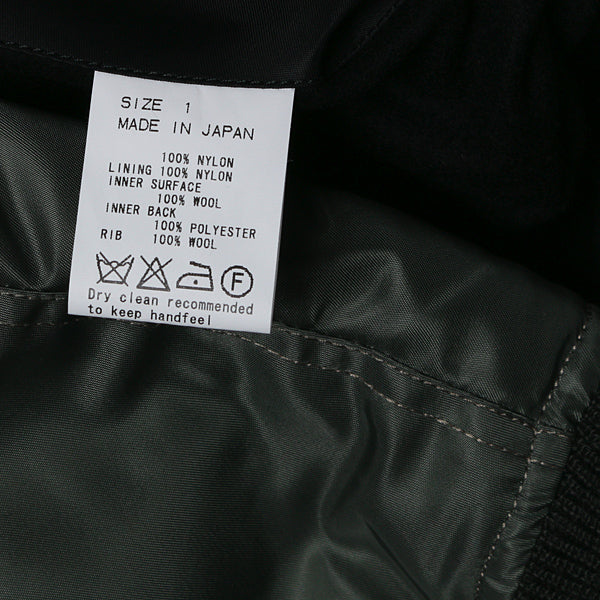 SIZE 1
MADE IN JAPAN
100% NYLON
LINING 100% NYLON
INNER SURFACE
100% WOOL
INNER BACK
100% POLYESTER
RIB 100% WOOL
F
Dry clean recommended
to keep handfeel